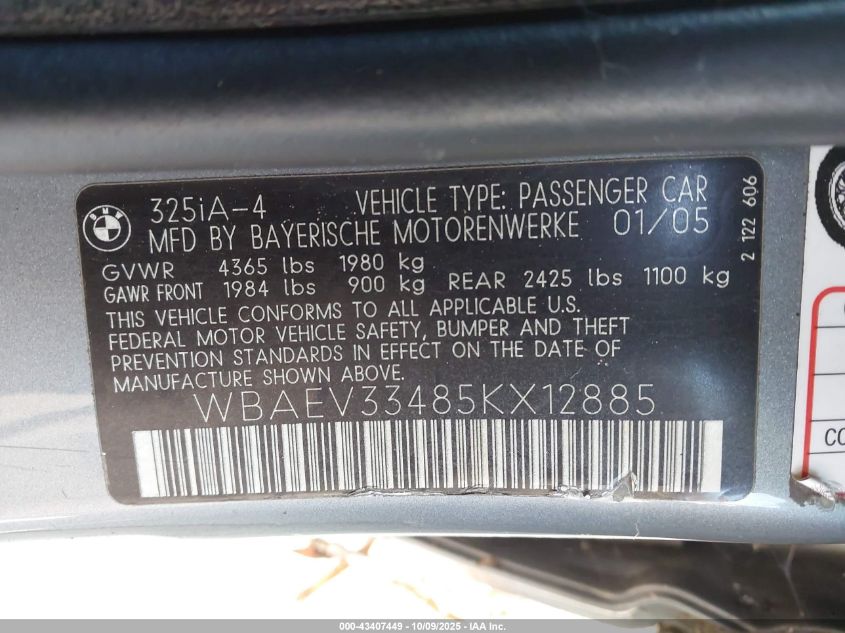 BMW
325iA-4 VEHICLE TYPE: PASSENGER CAR
MFD BY BAYERISCHE MOTORENWERKE 01/05
GVWR 4365 lbs 1980 kg
GAWR FRONT 1984 lbs 900 kg REAR 2425 lbs 1100 kg
THIS VEHICLE CONFORMS TO ALL APPLICABLE U.S.
FEDERAL MOTOR VEHICLE SAFETY, BUMPER AND THEFT
PREVENTION STANDARDS IN EFFECT ON THE DATE OF
MANUFACTURE SHOWN ABOVE.
WBAEV33485KX12885
2 122 606
CO
000-43407449 - 10/09/2025 - IAA Inc.